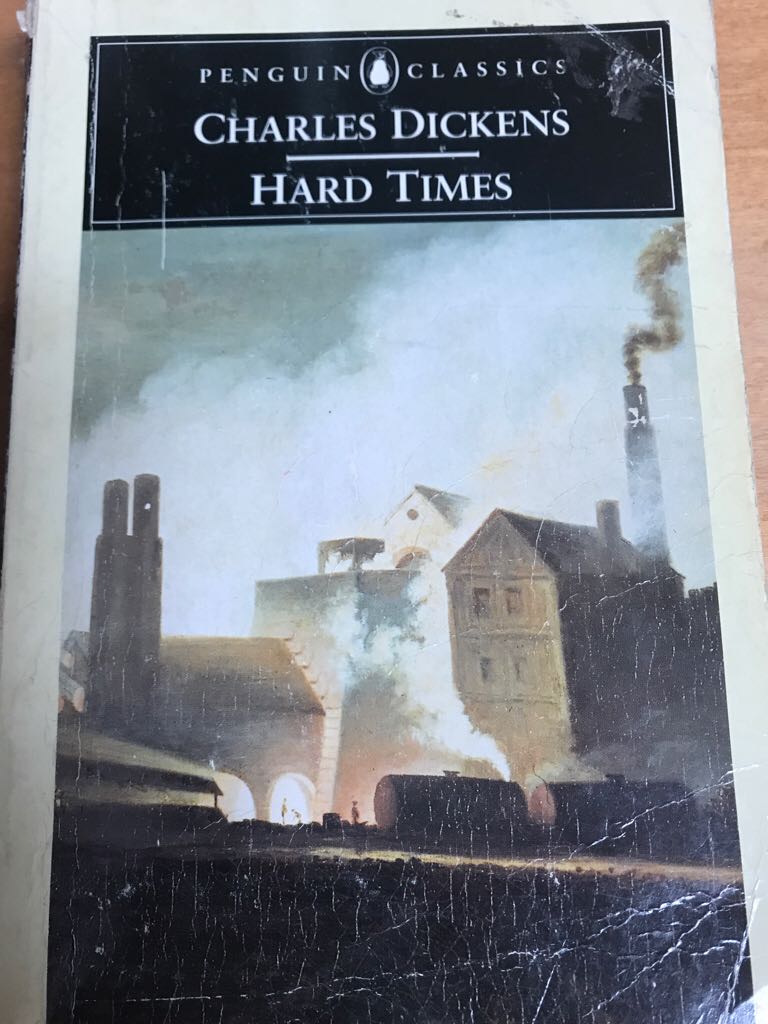 PENGUIN CLASSICS
CHARLES DICKENS
HARD TIMES